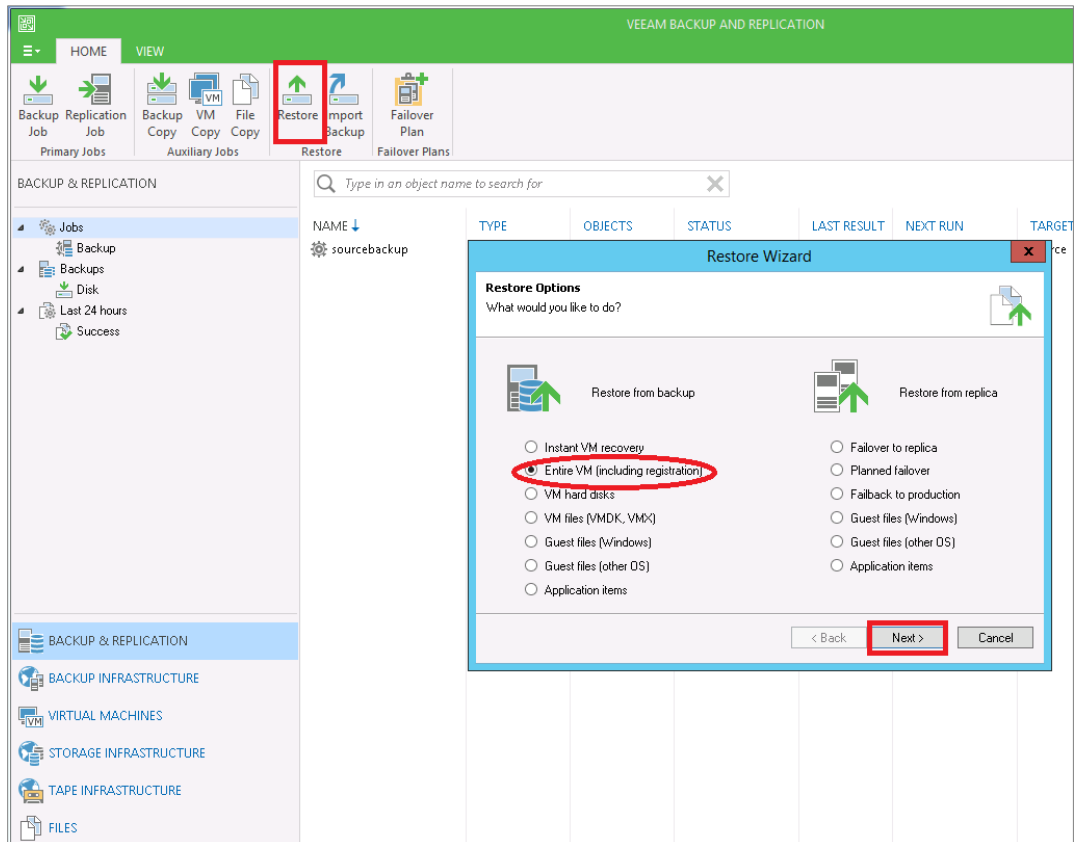 VEEAM BACKUP AND REPLICATION
HOME VIEW
Backup Job
Replication Job
Backup Copy
VM Copy
File Copy
Restore
Import Backup
Failover Plan
Primary Jobs
Auxiliary Jobs
Restore
Failover Plans
BACKUP & REPLICATION
Type in an object name to search for
Jobs
Backup
Backups
Disk
Last 24 hours
Success
NAME TYPE OBJECTS STATUS LAST RESULT NEXT RUN TARGET
sourcebackup
Restore Wizard
x
Restore Options
What would you like to do?
Restore from backup
Instant VM recovery
Entire VM (including registration)
VM hard disks
VM files (VMDK, VMX)
Guest files (Windows)
Guest files (other OS)
Application items
Restore from replica
Failover to replica
Planned failover
Failback to production
Guest files (Windows)
Guest files (other OS)
Application items
< Back Next > Cancel
BACKUP & REPLICATION
BACKUP INFRASTRUCTURE
VM
VIRTUAL MACHINES
STORAGE INFRASTRUCTURE
TAPE INFRASTRUCTURE
FILES